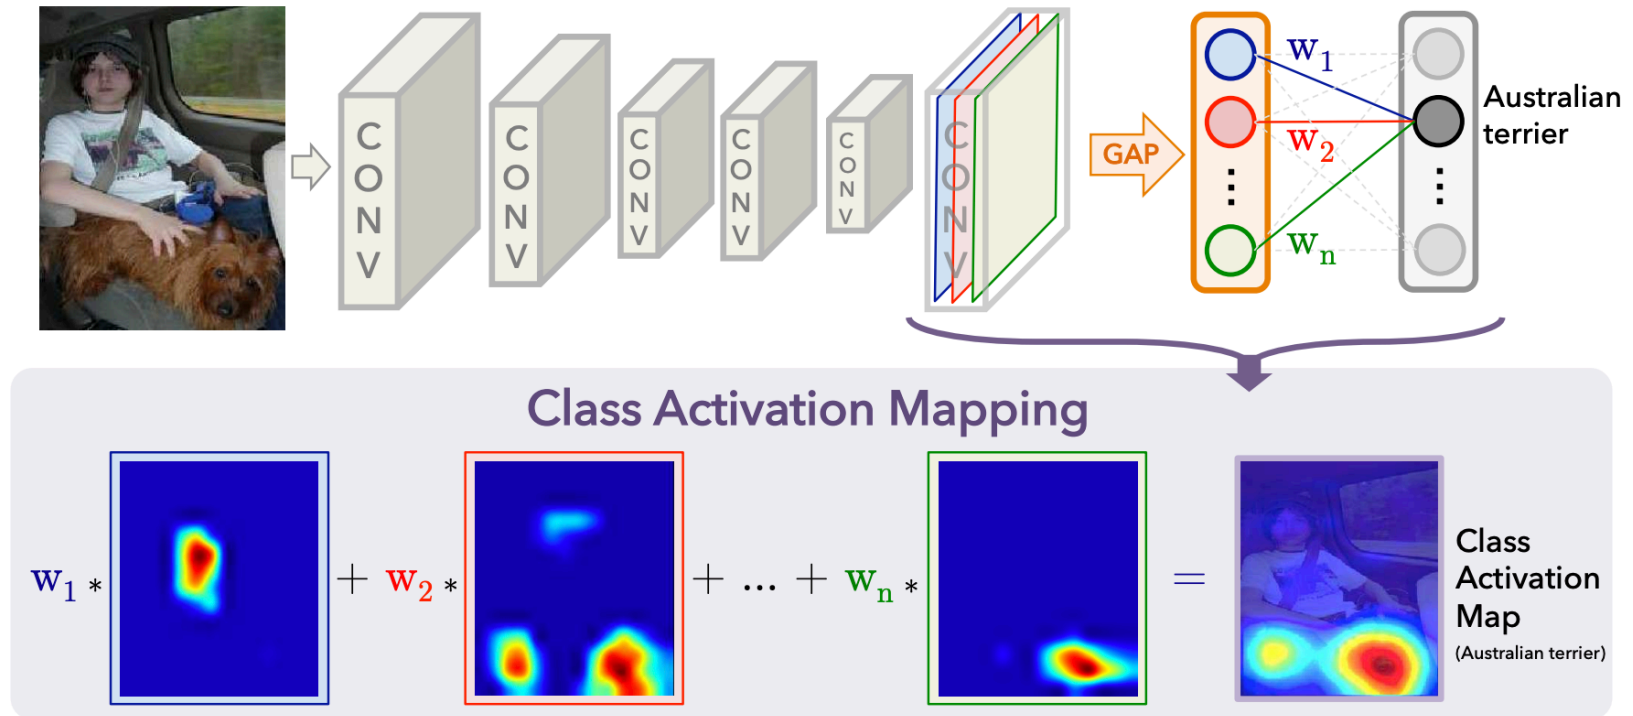 CONV
CONV
CONV
CONV
CONV
CONV
GAP
w1
w2
⋮
wn
⋮
Australian
terrier
Class Activation Mapping
w1 * + w2 * + ... + wn * =
Class
Activation
Map
(Australian terrier)